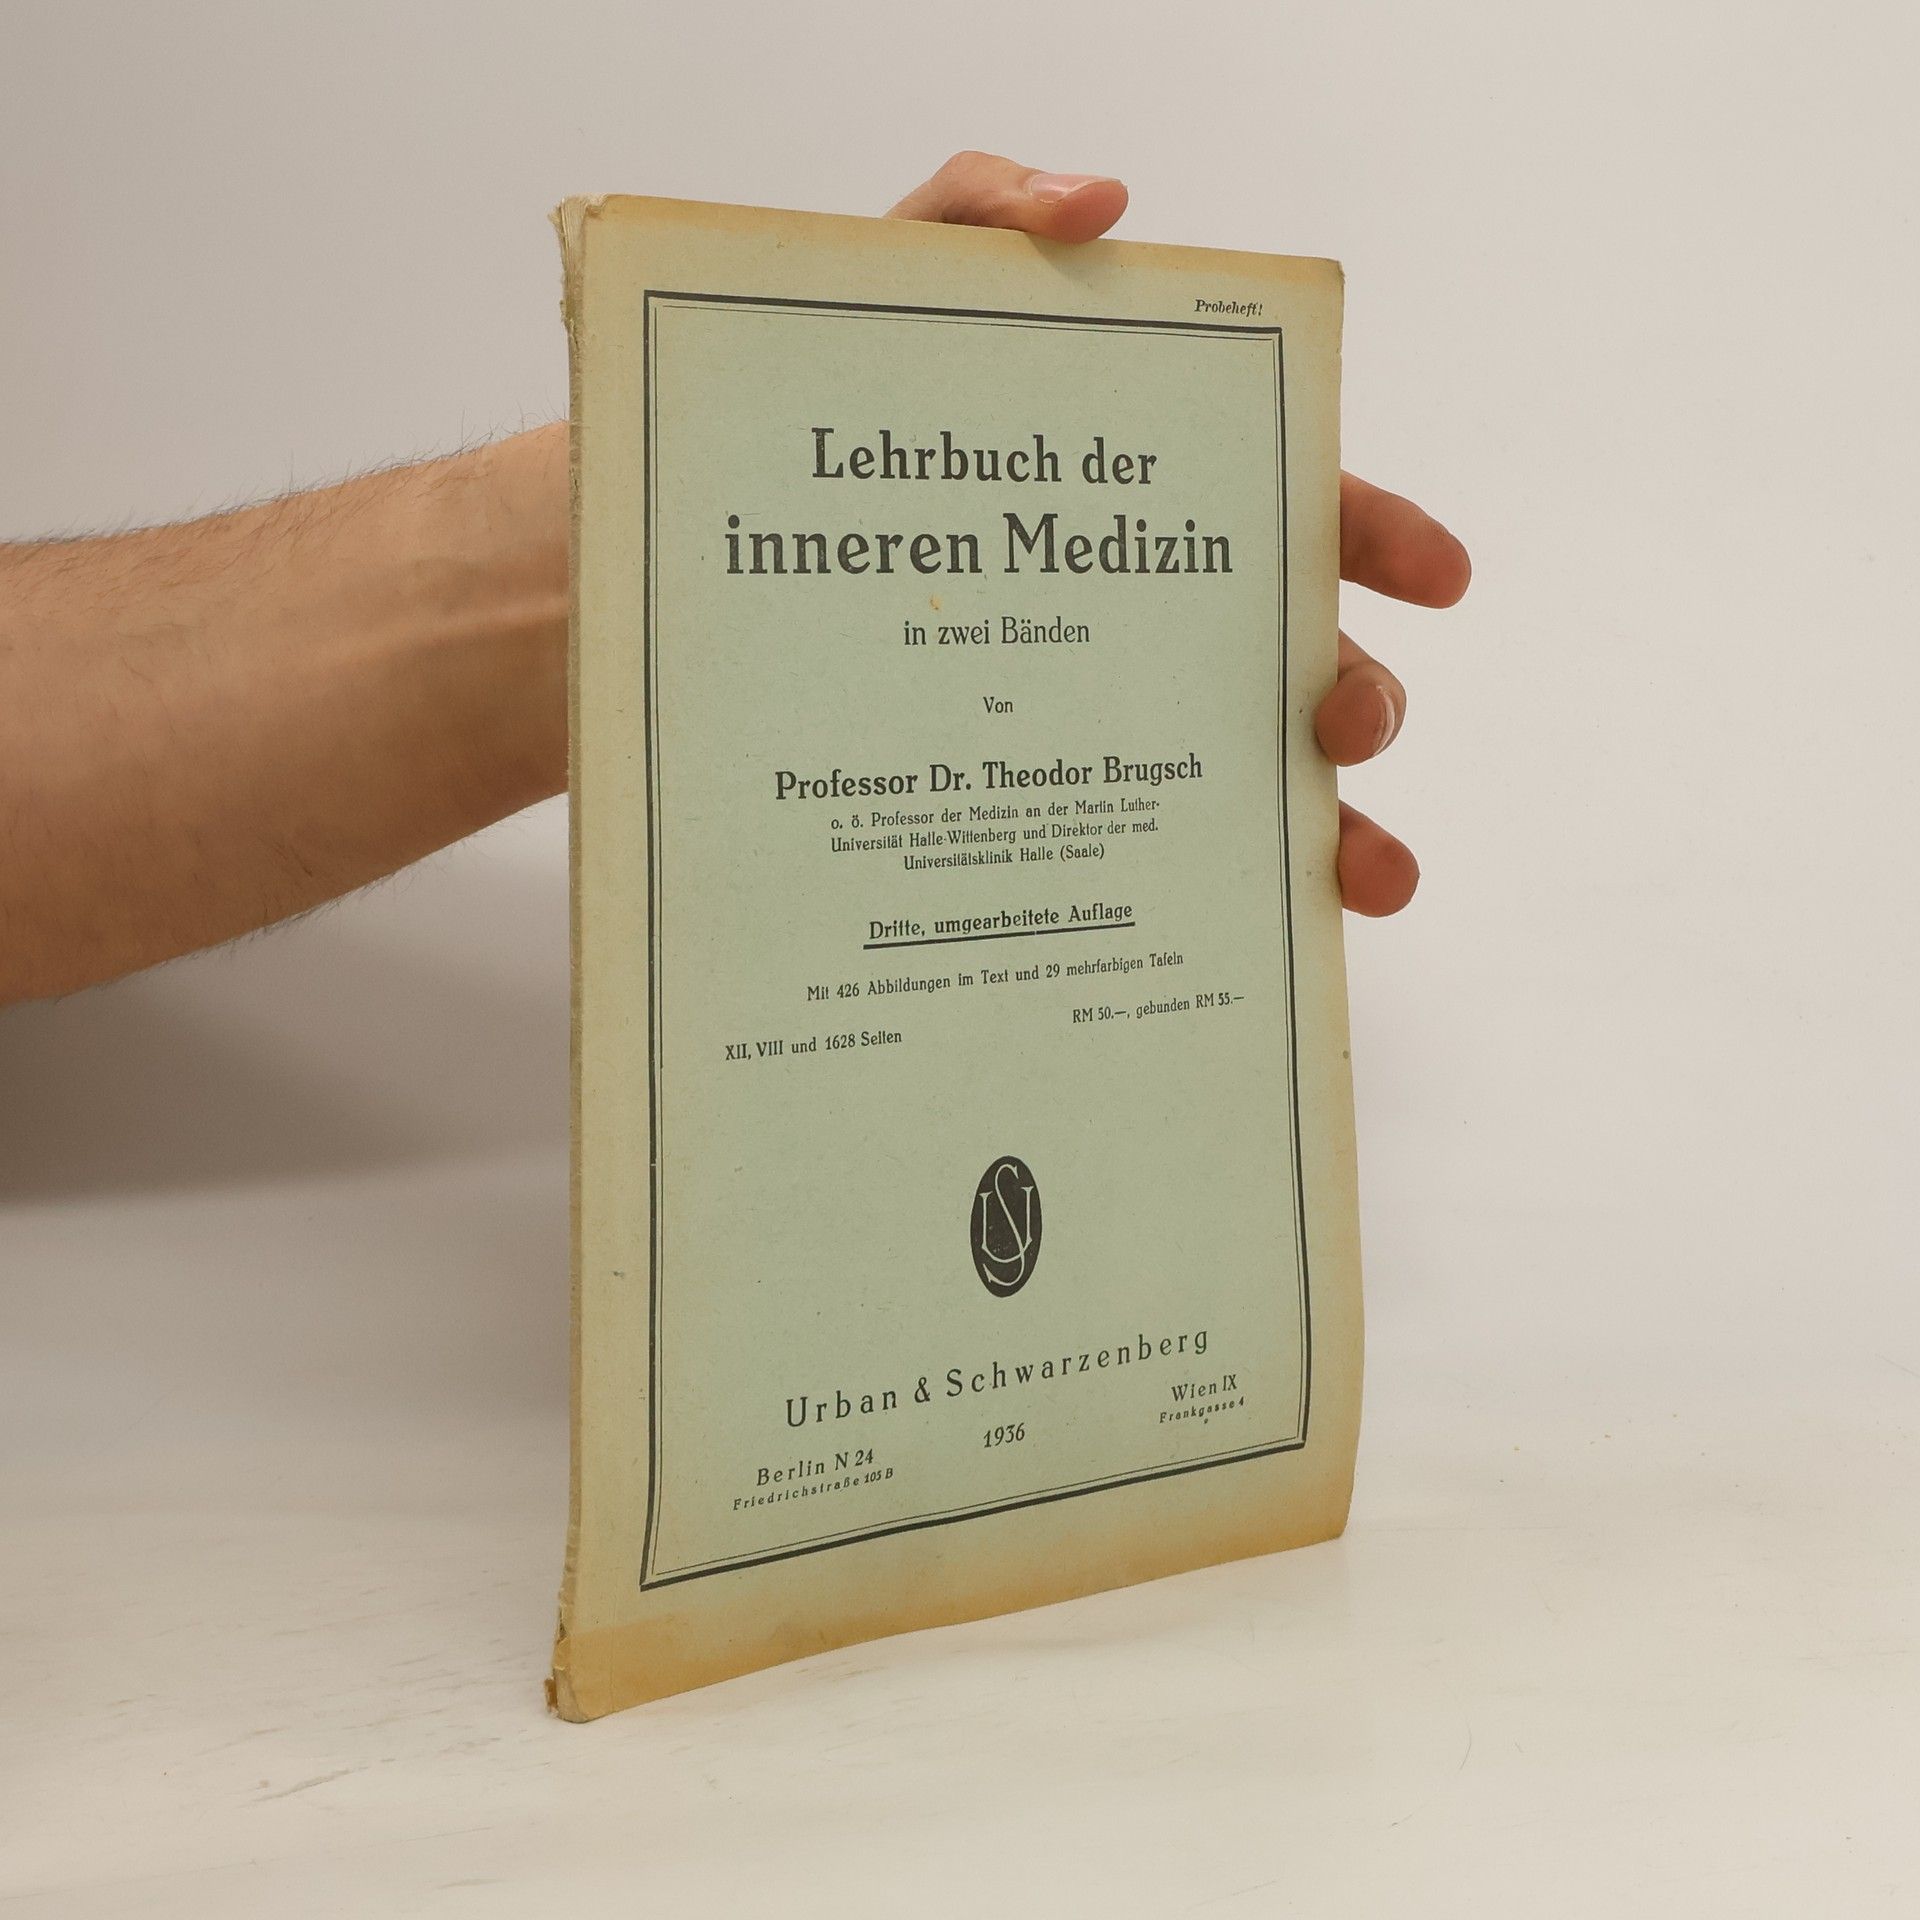 Probeheft!
Lehrbuch der
inneren Medizin
in zwei Bänden
Von
Professor Dr. Theodor Brugsch
o. ö. Professor der Medizin an der Martin Luther-
Universität Halle-Wittenberg und Direktor der med.
Universitätsklinik Halle (Saale)
Dritte, umgearbeitete Auflage
Mit 426 Abbildungen im Text und 29 mehrfarbigen Tafeln
XII, VIII und 1628 Seiten
RM 50.—, gebunden RM 55.—
US
Urban & Schwarzenberg
Berlin N 24
Friedrichstraße 105 B
1936
Wien IX
Frankgasse 4